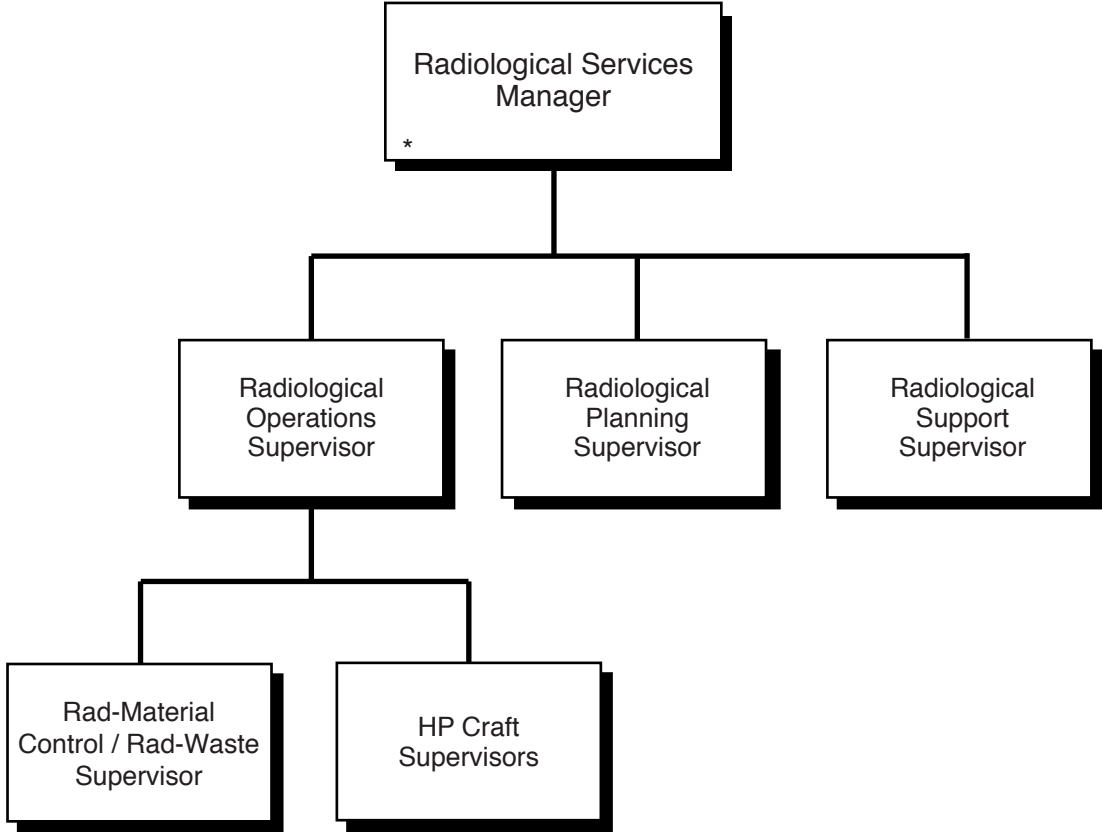 Radiological Services
Manager
*
Radiological
Operations
Supervisor
Radiological
Planning
Supervisor
Radiological
Support
Supervisor
Rad-Material
Control / Rad-Waste
Supervisor
HP Craft
Supervisors